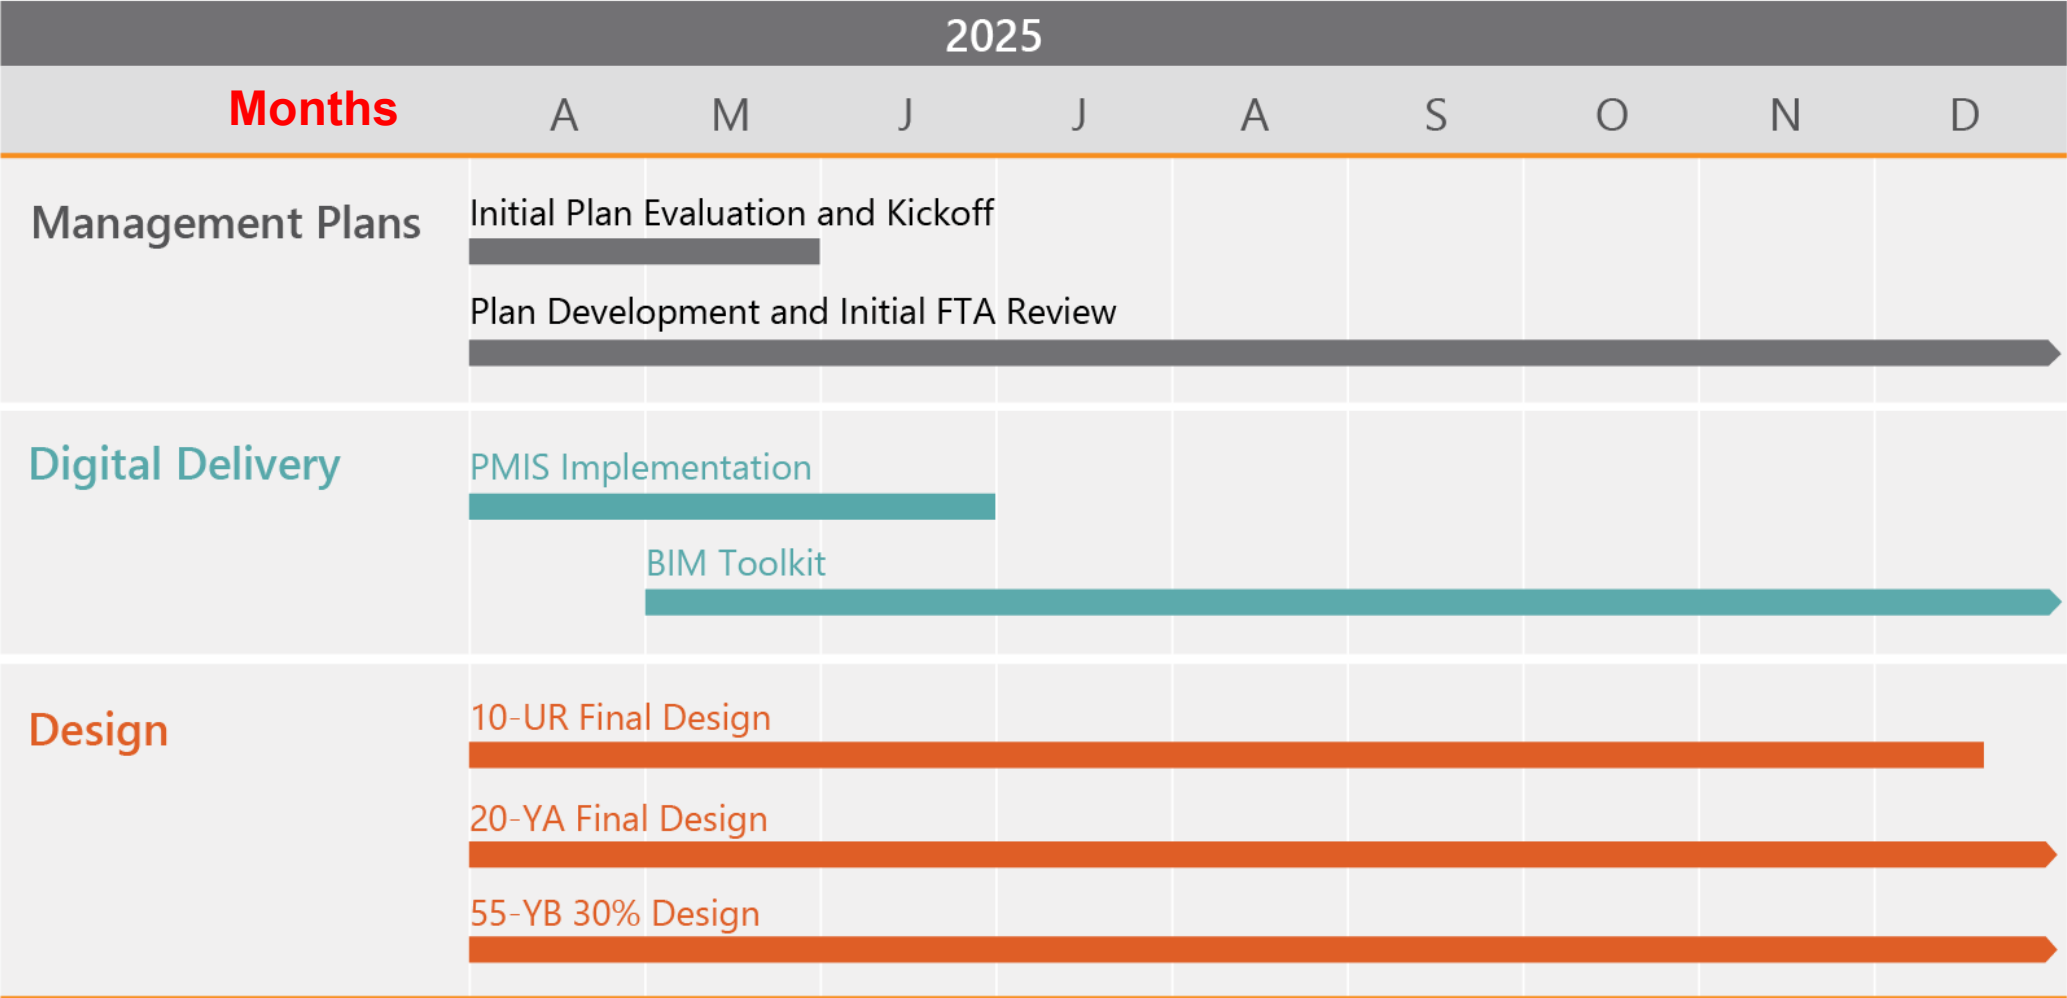 2025
Months A M J J A S O N D
Management Plans
Initial Plan Evaluation and Kickoff
Plan Development and Initial FTA Review
Digital Delivery
PMIS Implementation
BIM Toolkit
Design
10-UR Final Design
20-YA Final Design
55-YB 30% Design